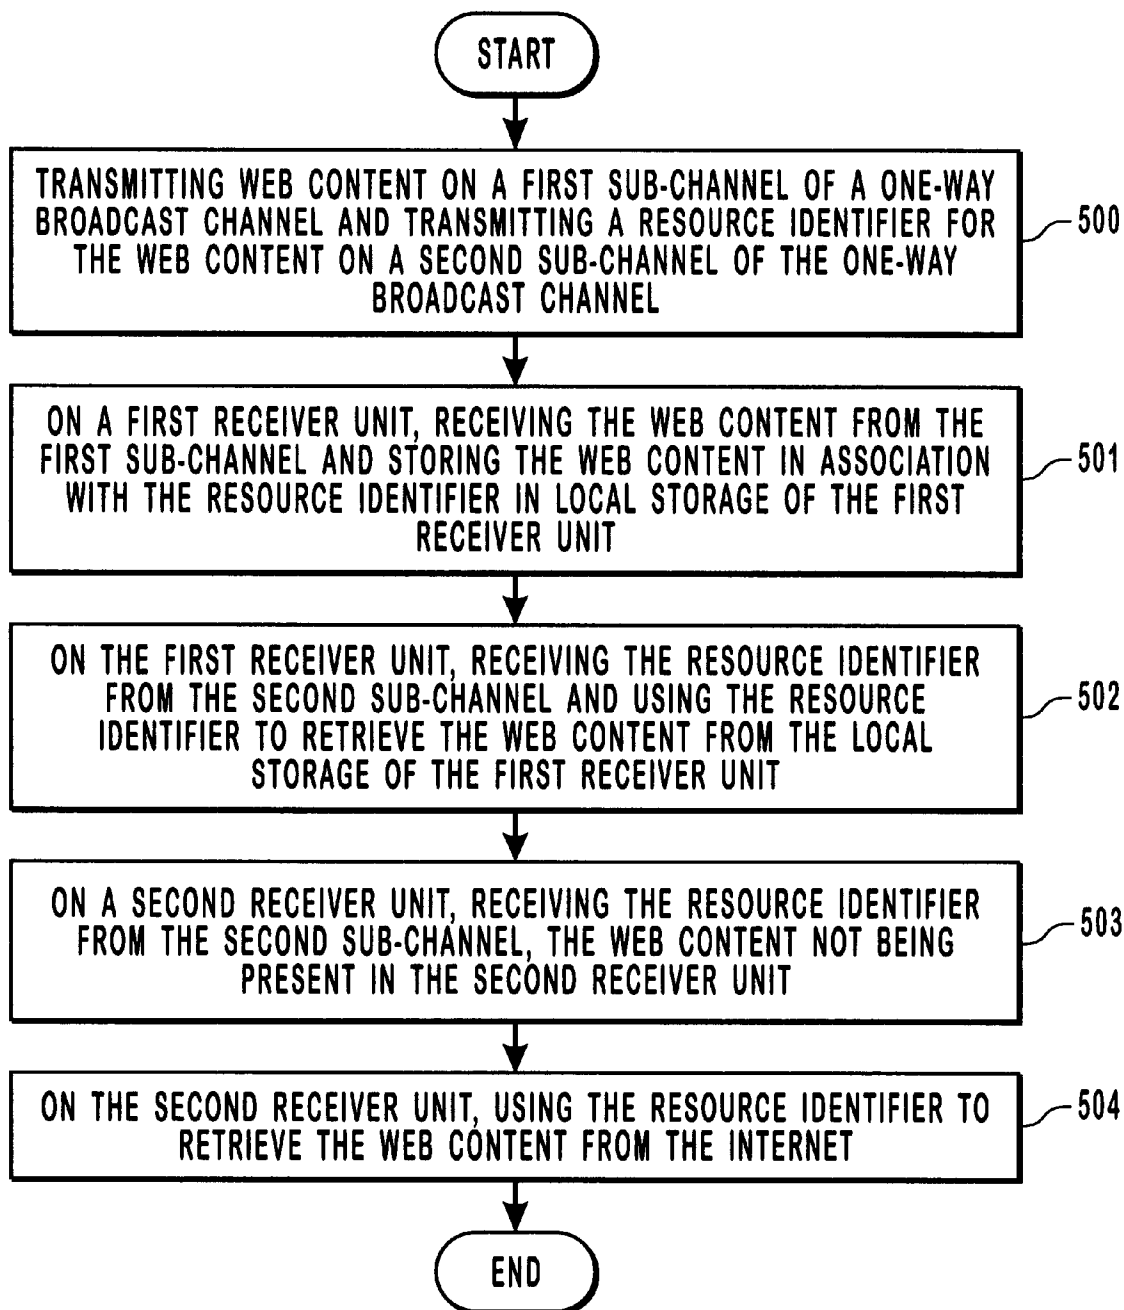 START
TRANSMITTING WEB CONTENT ON A FIRST SUB-CHANNEL OF A ONE-WAY
BROADCAST CHANNEL AND TRANSMITTING A RESOURCE IDENTIFIER FOR
THE WEB CONTENT ON A SECOND SUB-CHANNEL OF THE ONE-WAY
BROADCAST CHANNEL.
500
ON A FIRST RECEIVER UNIT, RECEIVING THE WEB CONTENT FROM THE
FIRST SUB-CHANNEL AND STORING THE WEB CONTENT IN ASSOCIATION
WITH THE RESOURCE IDENTIFIER IN LOCAL STORAGE OF THE FIRST
RECEIVER UNIT
501
ON THE FIRST RECEIVER UNIT, RECEIVING THE RESOURCE IDENTIFIER
FROM THE SECOND SUB-CHANNEL AND USING THE RESOURCE
IDENTIFIER TO RETRIEVE THE WEB CONTENT FROM THE LOCAL
STORAGE OF THE FIRST RECEIVER UNIT
502
ON A SECOND RECEIVER UNIT, RECEIVING THE RESOURCE IDENTIFIER
FROM THE SECOND SUB-CHANNEL, THE WEB CONTENT NOT BEING
PRESENT IN THE SECOND RECEIVER UNIT
503
ON THE SECOND RECEIVER UNIT, USING THE RESOURCE IDENTIFIER TO
RETRIEVE THE WEB CONTENT FROM THE INTERNET
504
END